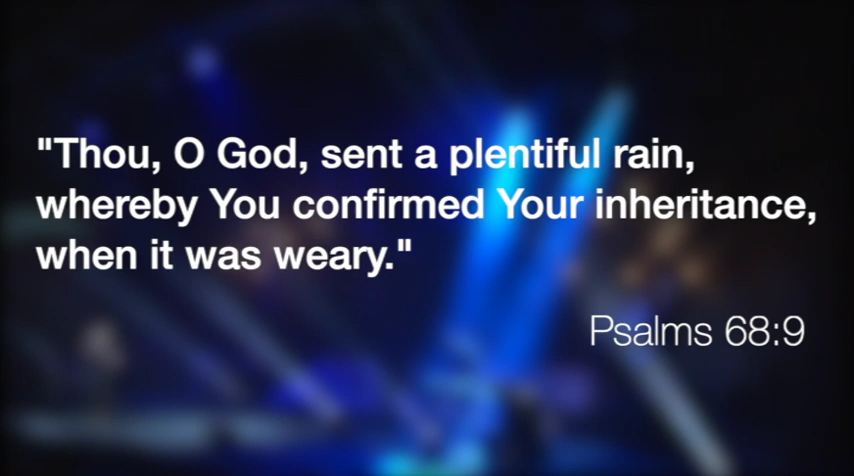 "Thou, O God, sent a plentiful rain,
whereby You confirmed Your inheritance,
when it was weary."
Psalms 68:9